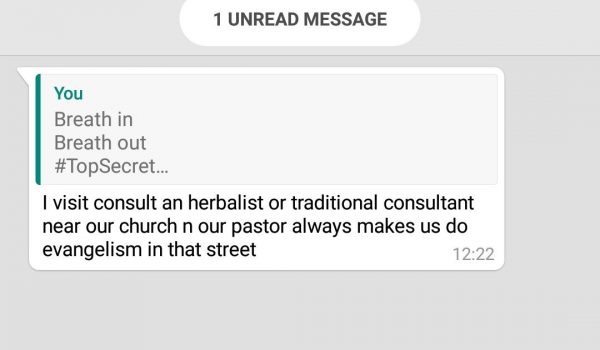 1 UNREAD MESSAGE
You
Breath in
Breath out
#TopSecret...
I visit consult an herbalist or traditional consultant
near our church n our pastor always makes us do
evangelism in that street
12:22